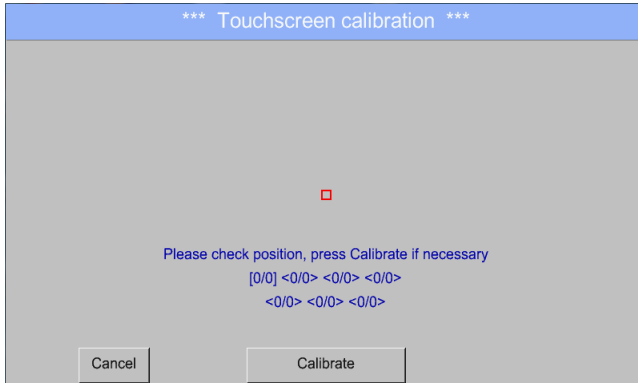 *** Touchscreen calibration ***
Please check position, press Calibrate if necessary
[0/0] <0/0> <0/0> <0/0>
<0/0> <0/0> <0/0>
Cancel
Calibrate